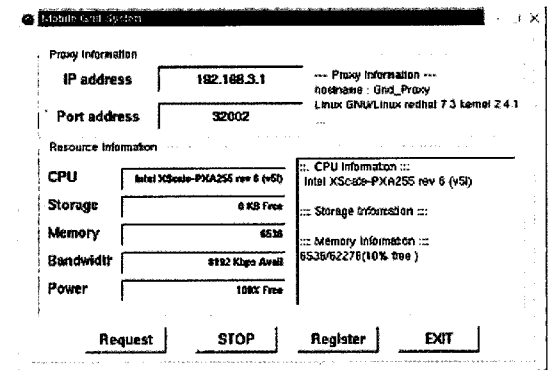 Mobile Grid System
Proxy Information
IP address
192.168.3.1
Port address
32002
--- Proxy Information ---
hostname : Grid_Proxy
Linux GNU/Linux redhat 7.3 kernel 2.4.1
...
Resource Information
CPU
Intel XScale-PXA255 rev 6 (v5l)
Storage
0 KB Free
Memory
6536
Bandwidth
8192 Kbps Avail
Power
100% Free
::. CPU Information :::
Intel XScale-PXA255 rev 6 (v5l)
::: Storage Information :::
::: Memory Information :::
6536/62276(10% free )
Request
STOP
Register
EXIT